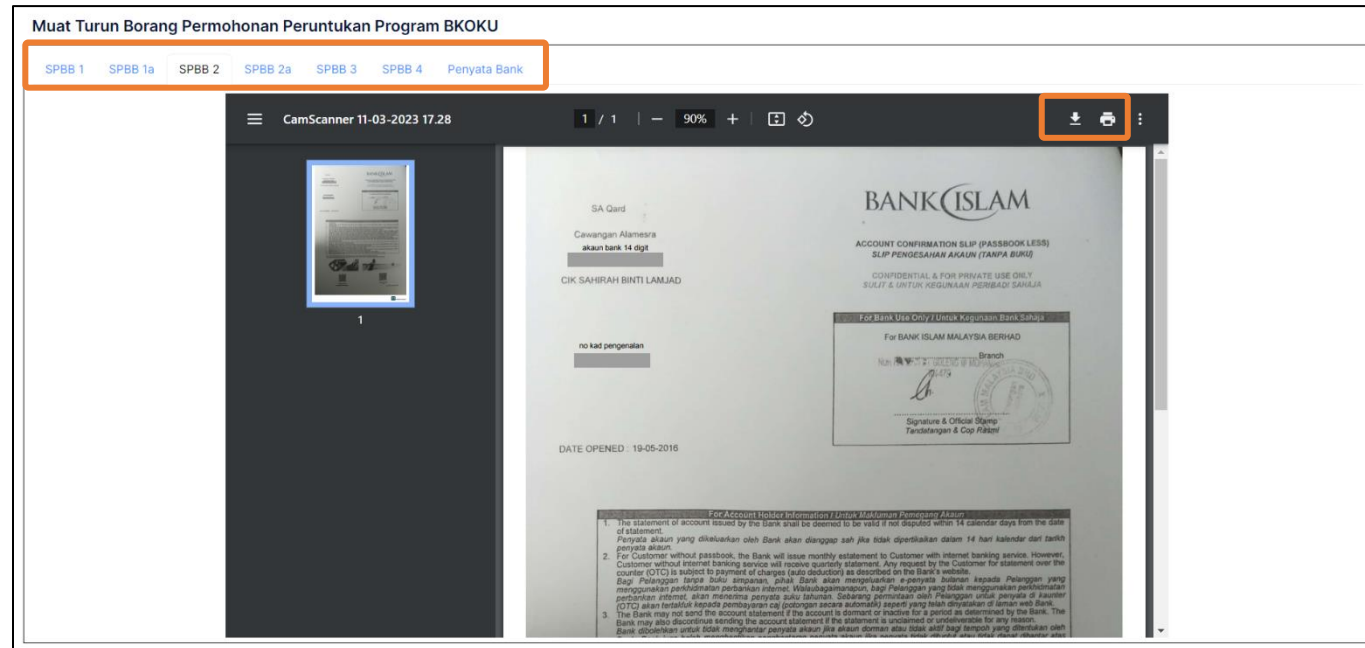 Muat Turun Borang Permohonan Peruntukan Program BKOKU
SPBB 1 SPBB 1a SPBB 2 SPBB 2a SPBB 3 SPBB 4 Penyata Bank
CamScanner 11-03-2023 17.28 1 / 1 90%
1
SA Qard
Cawangan Alamesra
akaun bank 14 digit
CIK SAHIRAH BINTI LAMJAD
no kad pengenalan
DATE OPENED : 19-05-2016
BANK ISLAM
ACCOUNT CONFIRMATION SLIP (PASSBOOK LESS)
SLIP PENGESAHAN AKAUN (TANPA BUKU)
CONFIDENTIAL & FOR PRIVATE USE ONLY
SULIT & UNTUK KEGUNAAN PERIBADI SAHAJA
For Bank Use Only / Untuk Kegunaan Bank Sahaja
For BANK ISLAM MALAYSIA BERHAD
Branch
Signature & Official Stamp
Tandatangan & Cop Rasmi
For Account Holder Information / Untuk Makluman Pemegang Akaun
1. The statement of account issued by the Bank shall be deemed to be valid if not disputed within 14 calendar days from the date
of statement.
Penyata akaun yang dikeluarkan oleh Bank akan dianggap sah jika tidak dipertikaikan dalam 14 hari kalendar dari tarikh
penyata akaun.
2. For Customer without passbook, the Bank will issue monthly estatement to Customer with internet banking service. However,
Customer without internet banking service will receive quarterly statement. Any request by the Customer for statement over the
counter (OTC) is subject to payment of charges (auto deduction) as described on the Bank's website.
Bagi Pelanggan tanpa buku simpanan, pihak Bank akan mengeluarkan e-penyata bulanan kepada Pelanggan yang
menggunakan perkhidmatan perbankan internet. Walaubagaimanapun, bagi Pelanggan yang tidak menggunakan perkhidmatan
perbankan internet, akan menerima penyata suku tahunan. Sebarang permintaan oleh Pelanggan untuk penyata di kaunter
(OTC) akan tertakluk kepada pembayaran caj (potongan secara automatik) seperti yang telah dinyatakan di laman web Bank.
3. The Bank may not send the account statement if the account is dormant or inactive for a period as determined by the Bank. The
Bank may also discontinue sending the account statement if the statement is unclaimed or undeliverable for any reason.
Bank dibolehkan untuk tidak menghantar penyata akaun jika akaun dorman atau tidak aktif bagi tempoh yang ditentukan oleh